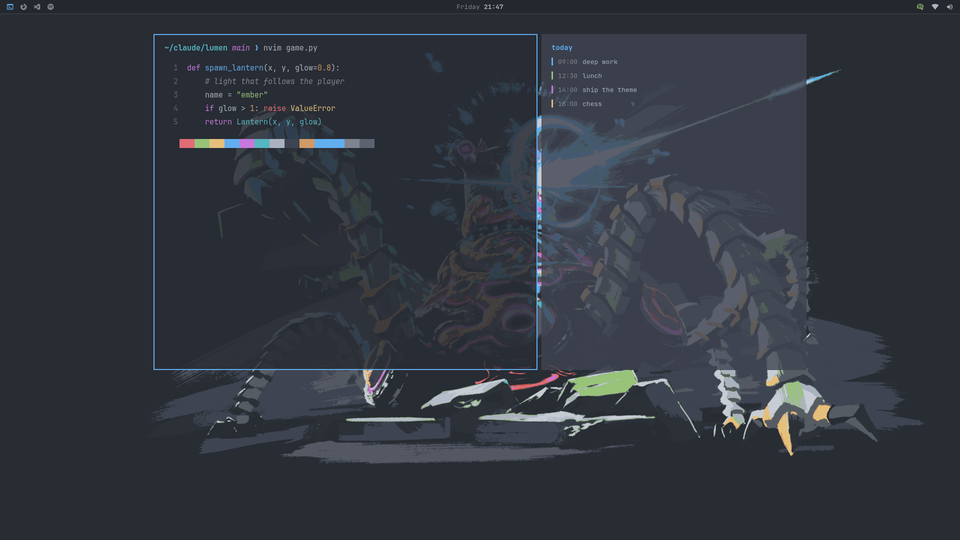 Friday 21:47
~/claude/lumen main ❯ nvim game.py
1 def spawn_lantern(x, y, glow=0.8):
2 # light that follows the player
3 name = "ember"
4 if glow > 1: raise ValueError
5 return Lantern(x, y, glow)
today
09:00 deep work
12:30 lunch
14:00 ship the theme
18:00 chess